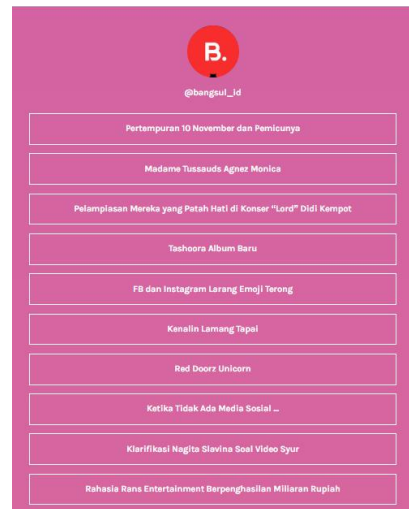 B.
@bangsul_id
Pertempuran 10 November dan Pemicunya
Madame Tussauds Agnez Monica
Pelampiasan Mereka yang Patah Hati di Konser “Lord” Didi Kempot
Tashoora Album Baru
FB dan Instagram Larang Emoji Terong
Kenalin Lamang Tapai
Red Doorz Unicorn
Ketika Tidak Ada Media Sosial ...
Klarifikasi Nagita Slavina Soal Video Syur
Rahasia Rans Entertainment Berpenghasilan Miliaran Rupiah